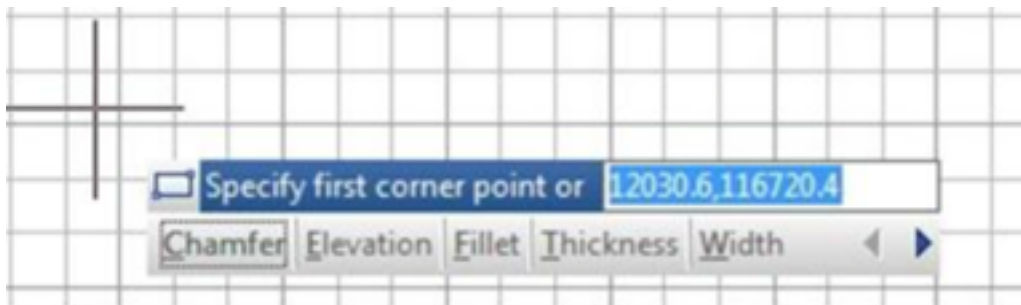 Specify first corner point or 12030.6,116720.4
Chamfer Elevation Fillet Thickness Width